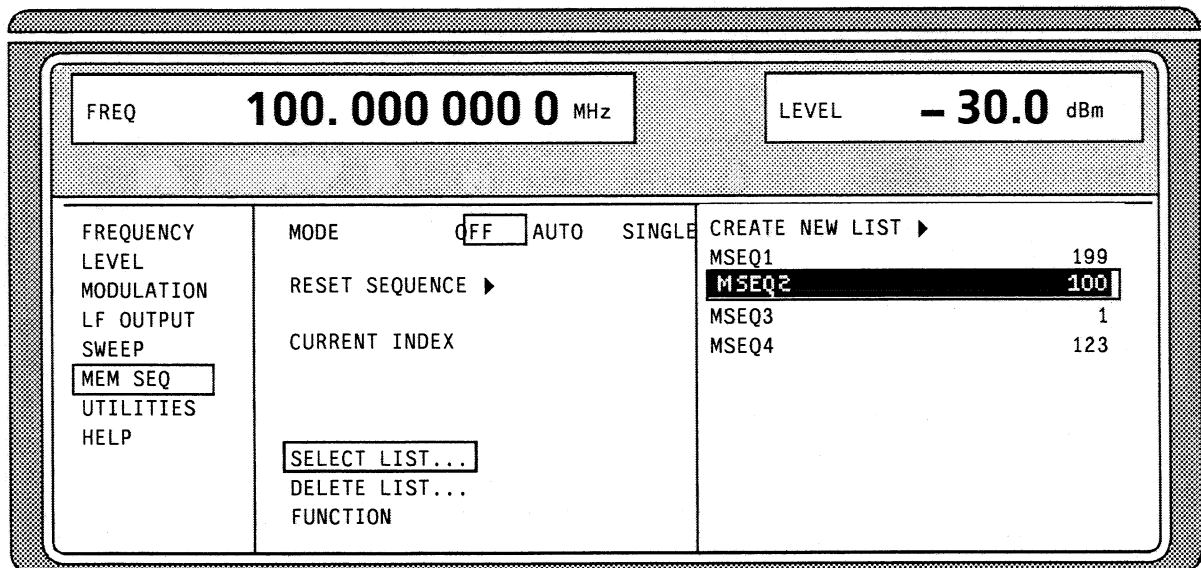 FREQ 100. 000 000 0 MHz
LEVEL – 30.0 dBm
FREQUENCY
LEVEL
MODULATION
LF OUTPUT
SWEEP
MEM SEQ
UTILITIES
HELP
MODE OFF AUTO SINGLE
RESET SEQUENCE ▶
CURRENT INDEX
SELECT LIST...
DELETE LIST...
FUNCTION
CREATE NEW LIST ▶
MSEQ1 199
MSEQ2 100
MSEQ3 1
MSEQ4 123